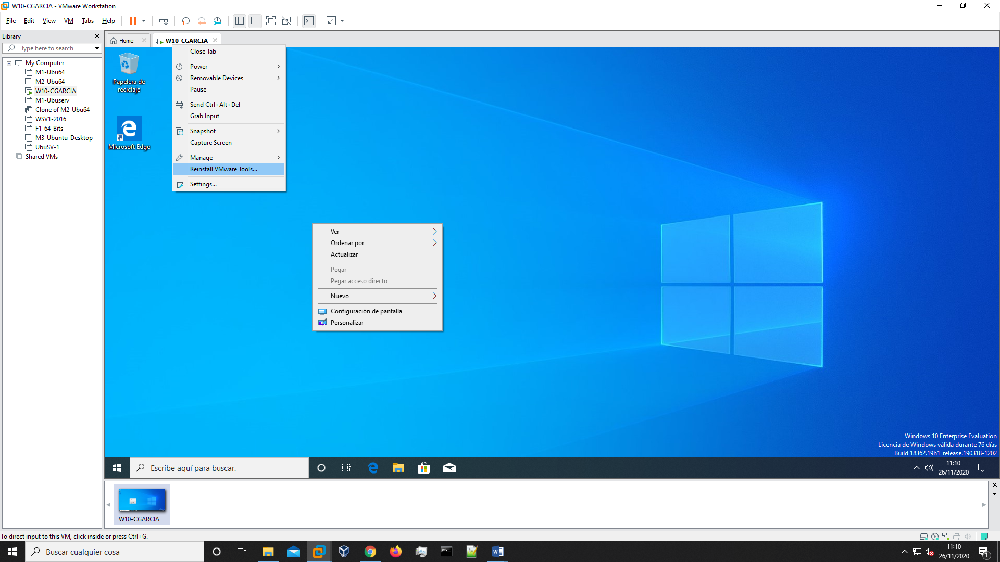 W10-CGARCIA - VMware Workstation
File Edit View VM Tabs Help
Library
Type here to search
My Computer
M1-Ubu64
M2-Ubu64
W10-CGARCIA
M1-Ubuserv
Clone of M2-Ubu64
WSV1-2016
F1-64-Bits
M3-Ubuntu-Desktop
UbuSV-1
Shared VMs
Home
W10-CGARCIA
Papelera de
reciclaje
Microsoft Edge
Close Tab
Power
Removable Devices
Pause
Send Ctrl+Alt+Del
Grab Input
Snapshot
Capture Screen
Manage
Reinstall VMware Tools...
Settings...
Ver
Ordenar por
Actualizar
Pegar
Pegar acceso directo
Nuevo
Configuración de pantalla
Personalizar
Windows 10 Enterprise Evaluation
Licencia de Windows válida durante 76 días
Build 18362.19h1_release.190318-1202
Escribe aquí para buscar.
11:10
26/11/2020
W10-CGARCIA
To direct input to this VM, click inside or press Ctrl+G.
Buscar cualquier cosa
11:10
26/11/2020
1